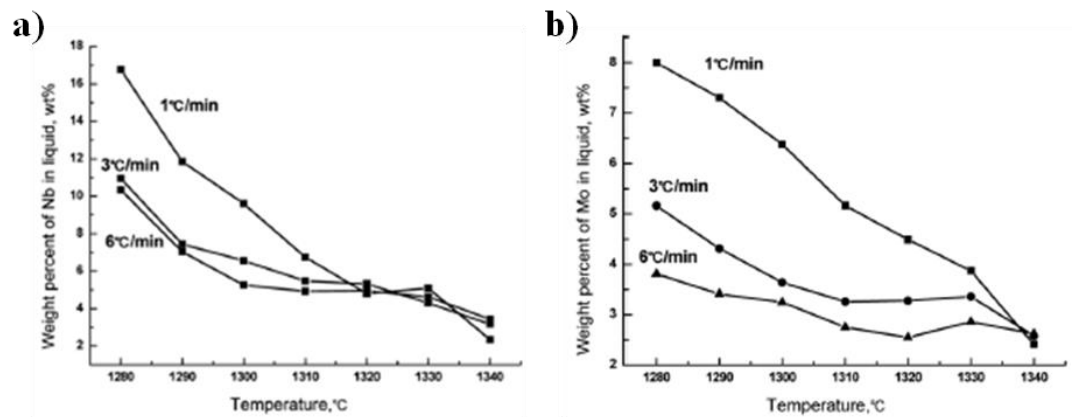 a)
Weight percent of Nb in liquid, wt%
18
16
14
12
10
8
6
4
2
1℃/min
3℃/min
6℃/min
1280 1290 1300 1310 1320 1330 1340
Temperature,℃
b)
Weight percent of Mo in liquid, wt%
8
7
6
5
4
3
2
1℃/min
3℃/min
6℃/min
1280 1290 1300 1310 1320 1330 1340
Temperature,℃